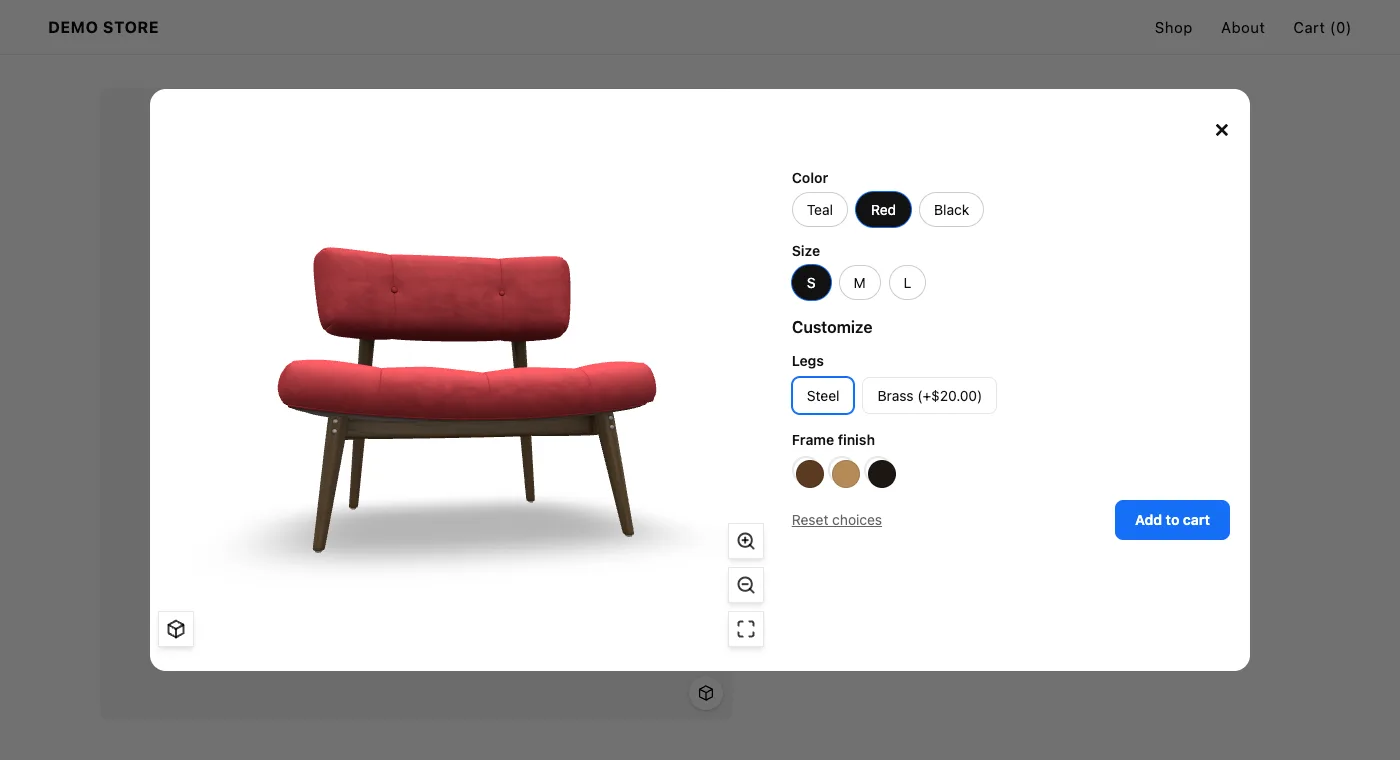 DEMO STORE
Shop About Cart (0)
Color
Teal Red Black
Size
S M L
Customize
Legs
Steel Brass (+$20.00)
Frame finish
Reset choices Add to cart